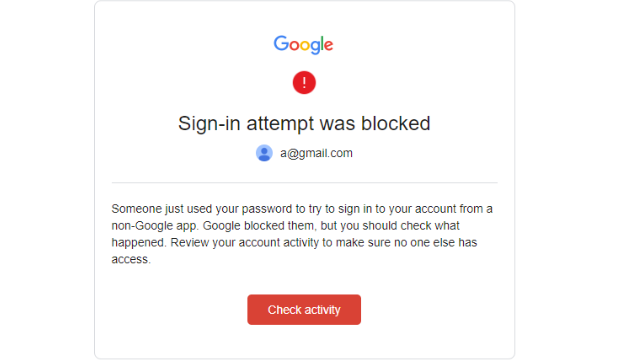 Google
Sign-in attempt was blocked
a@gmail.com
Someone just used your password to try to sign in to your account from a
non-Google app. Google blocked them, but you should check what
happened. Review your account activity to make sure no one else has
access.
Check activity